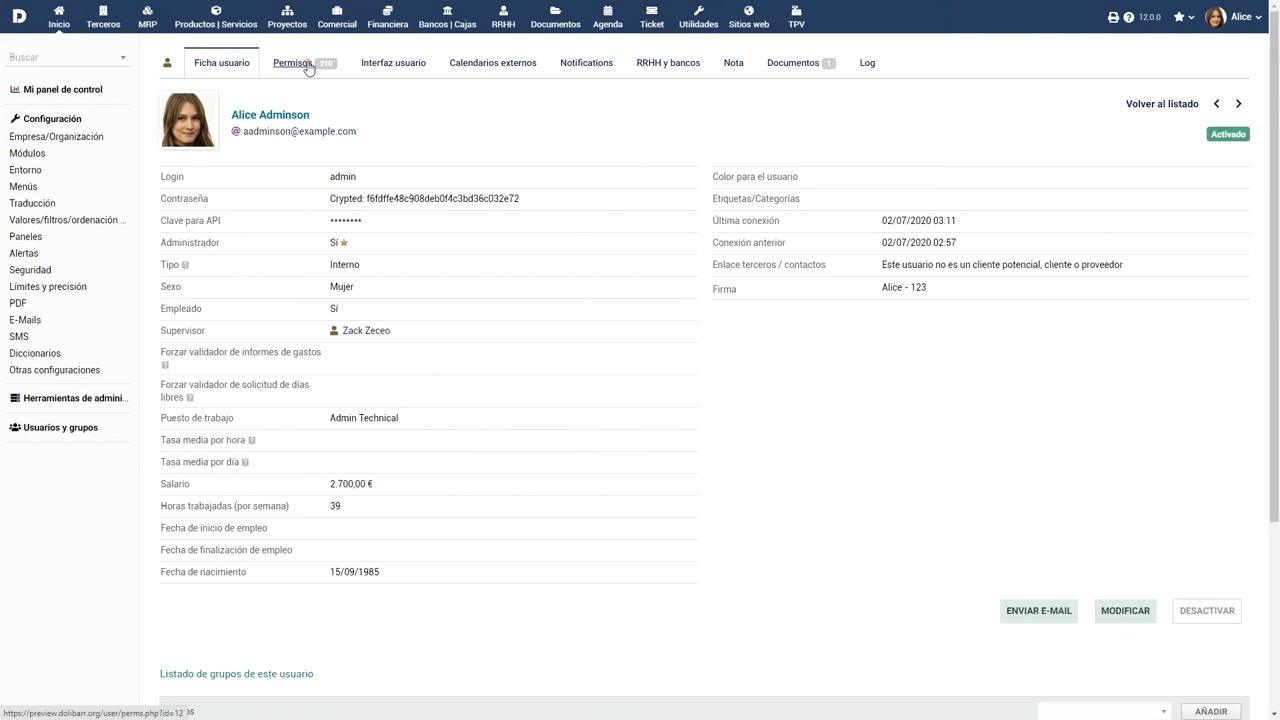 D
Inicio
Terceros
MRP
Productos | Servicios
Proyectos
Comercial
Financiera
Bancos | Cajas
RRHH
Documentos
Agenda
Ticket
Utilidades
Sitios web
TPV
12.0.0
Alice
Buscar
Mi panel de control
Configuración
Empresa/Organización
Módulos
Entorno
Menús
Traducción
Valores/filtros/ordenación ...
Paneles
Alertas
Seguridad
Límites y precisión
PDF
E-Mails
SMS
Diccionarios
Otras configuraciones
Herramientas de admini...
Usuarios y grupos
Ficha usuario
Permisos 210
Interfaz usuario
Calendarios externos
Notifications
RRHH y bancos
Nota
Documentos 1
Log
Alice Adminson
@ aadminson@example.com
Volver al listado
Activado
Login admin
Contraseña Crypted: f6fdffe48c908deb0f4c3bd36c032e72
Clave para API ********
Administrador Sí
Tipo Interno
Sexo Mujer
Empleado Sí
Supervisor Zack Zeceo
Forzar validador de informes de gastos
Forzar validador de solicitud de días
libres
Puesto de trabajo Admin Technical
Tasa media por hora
Tasa media por día
Salario 2.700,00 €
Horas trabajadas (por semana) 39
Fecha de inicio de empleo
Fecha de finalización de empleo
Fecha de nacimiento 15/09/1985
Color para el usuario
Etiquetas/Categorías
Última conexión 02/07/2020 03:11
Conexión anterior 02/07/2020 02:57
Enlace terceros / contactos Este usuario no es un cliente potencial, cliente o proveedor
Firma Alice - 123
ENVIAR E-MAIL
MODIFICAR
DESACTIVAR
Listado de grupos de este usuario
AÑADIR
https://preview.dolibarr.org/user/perms.php?id=12